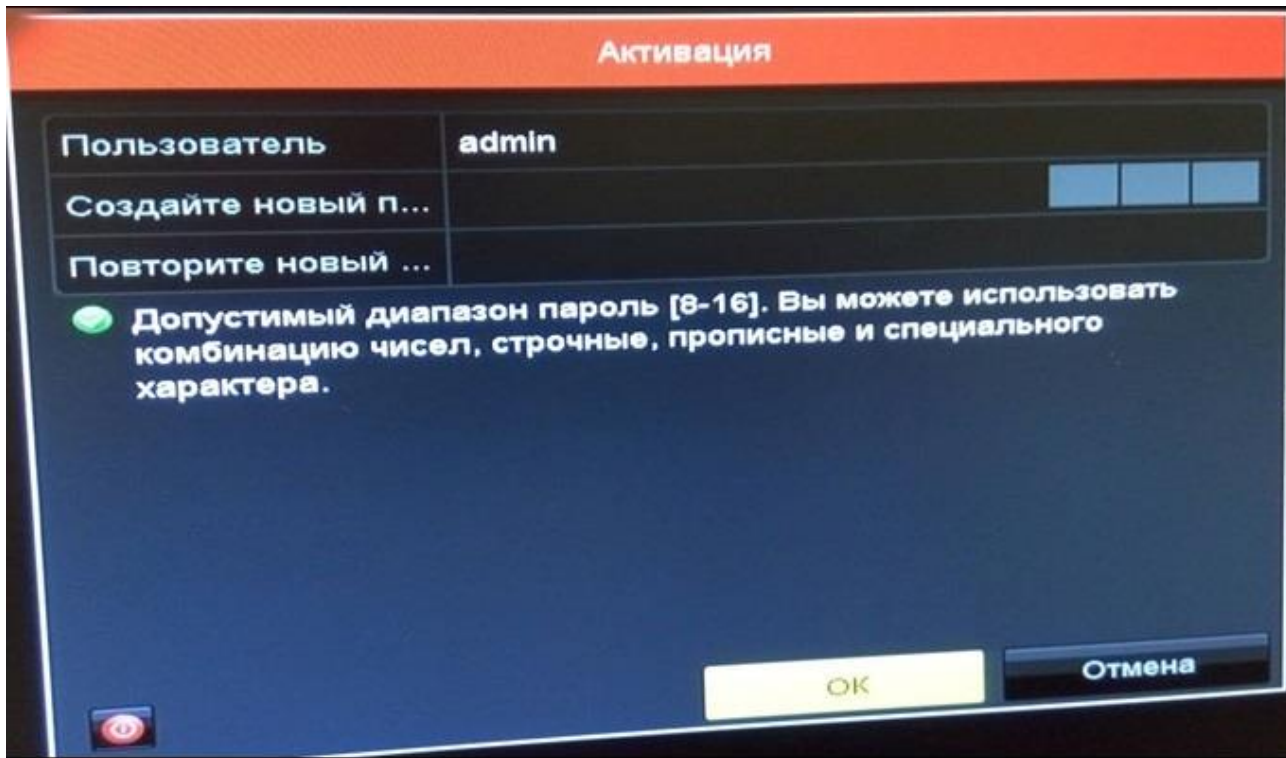 Активация
Пользователь admin
Создайте новый п...
Повторите новый ...
Допустимый диапазон пароль [8-16]. Вы можете использовать
комбинацию чисел, строчные, прописные и специального
характера.
OK Отмена